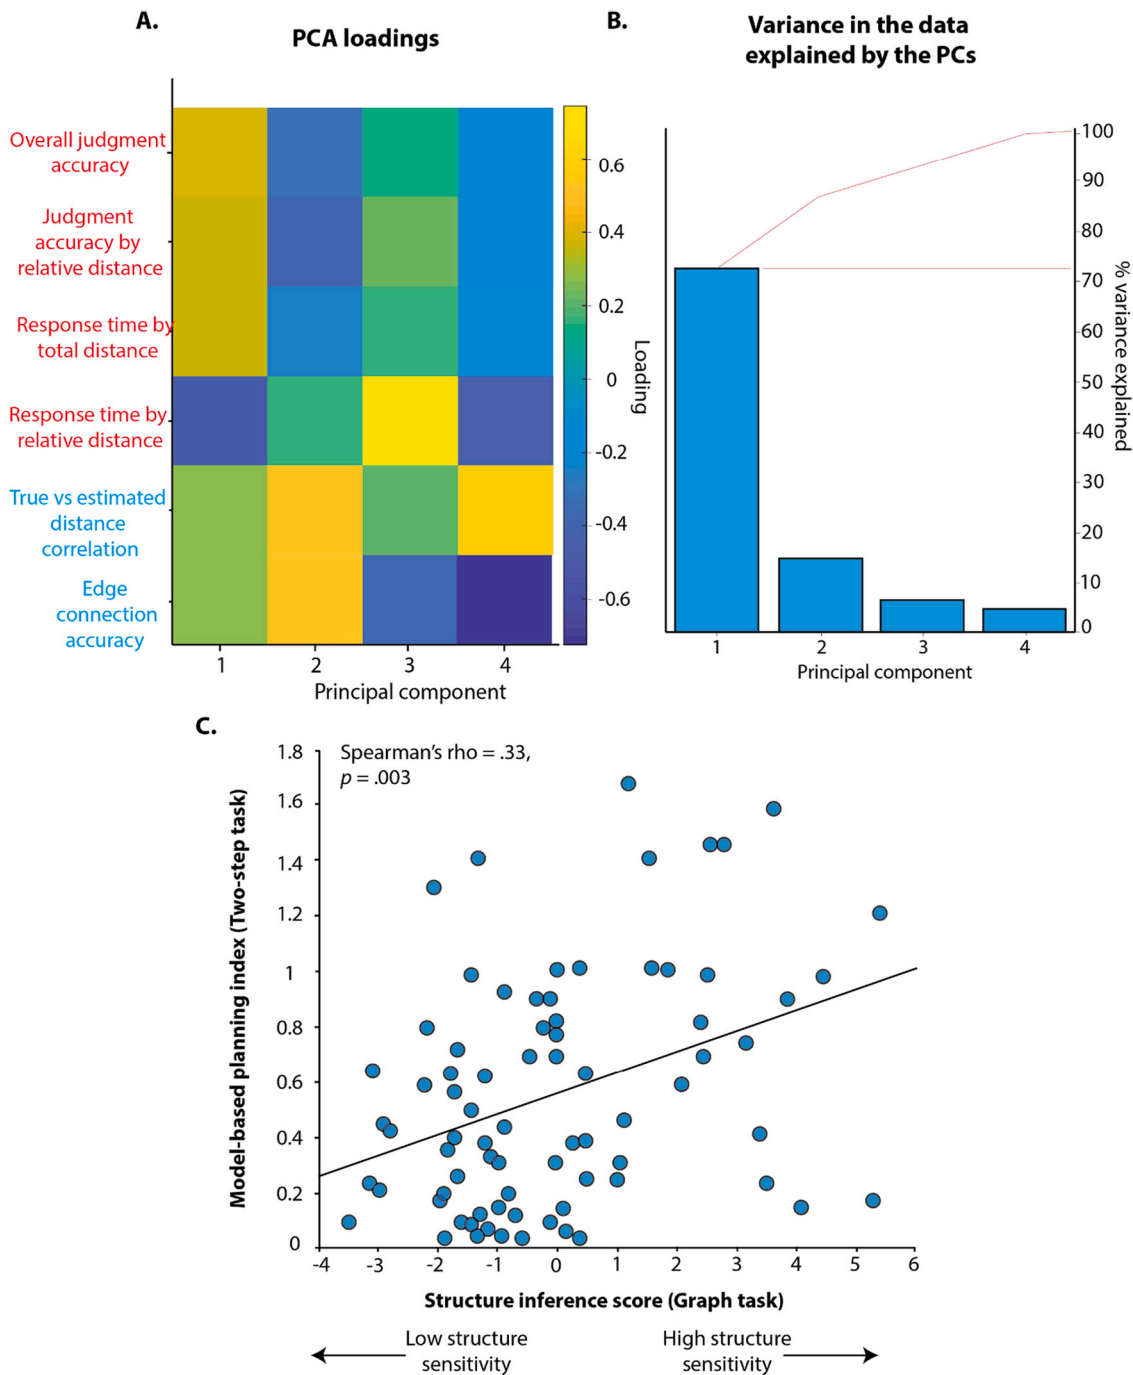 A.
PCA loadings
Overall judgment
accuracy
Judgment
accuracy by
relative distance
Response time by
total distance
Response time by
relative distance
True vs estimated
distance
correlation
Edge
connection
accuracy
0.6
0.4
0.2
0
-0.2
-0.4
-0.6
Loading
1 2 3 4
Principal component
B.
Variance in the data
explained by the PCs
100
90
80
70
60
50
40
30
20
10
0
% variance explained
1 2 3 4
Principal component
C.
Spearman's rho = .33,
p = .003
Model-based planning index (Two-step task)
1.8
1.6
1.4
1.2
1
0.8
0.6
0.4
0.2
0
-4 -3 -2 -1 0 1 2 3 4 5 6
Structure inference score (Graph task)
Low structure
sensitivity
High structure
sensitivity